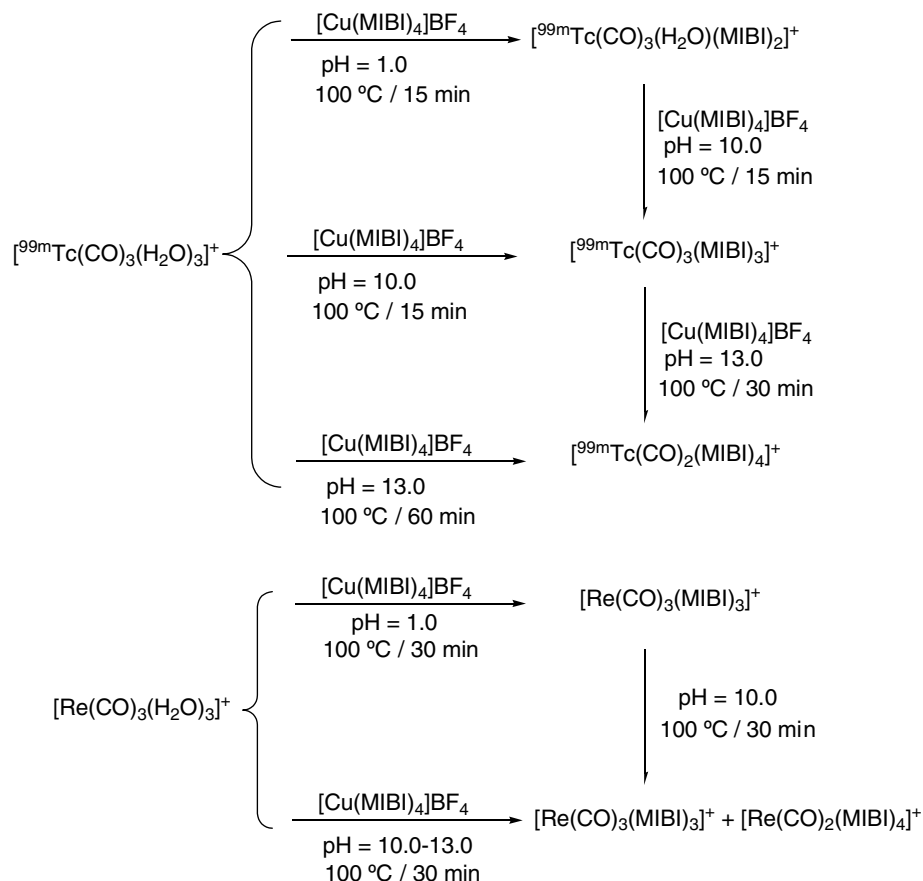 [Cu(MIBI)₄]BF₄
pH = 1.0
100 ºC / 15 min
[⁹⁹ᵐTc(CO)₃(H₂O)(MIBI)₂]⁺
[Cu(MIBI)₄]BF₄
pH = 10.0
100 ºC / 15 min
[⁹⁹ᵐTc(CO)₃(H₂O)₃]⁺
[Cu(MIBI)₄]BF₄
pH = 10.0
100 ºC / 15 min
[⁹⁹ᵐTc(CO)₃(MIBI)₃]⁺
[Cu(MIBI)₄]BF₄
pH = 13.0
100 ºC / 30 min
[Cu(MIBI)₄]BF₄
pH = 13.0
100 ºC / 60 min
[⁹⁹ᵐTc(CO)₂(MIBI)₄]⁺
[Cu(MIBI)₄]BF₄
pH = 1.0
100 ºC / 30 min
[Re(CO)₃(MIBI)₃]⁺
[Re(CO)₃(H₂O)₃]⁺
pH = 10.0
100 ºC / 30 min
[Cu(MIBI)₄]BF₄
pH = 10.0-13.0
100 ºC / 30 min
[Re(CO)₃(MIBI)₃]⁺ + [Re(CO)₂(MIBI)₄]⁺